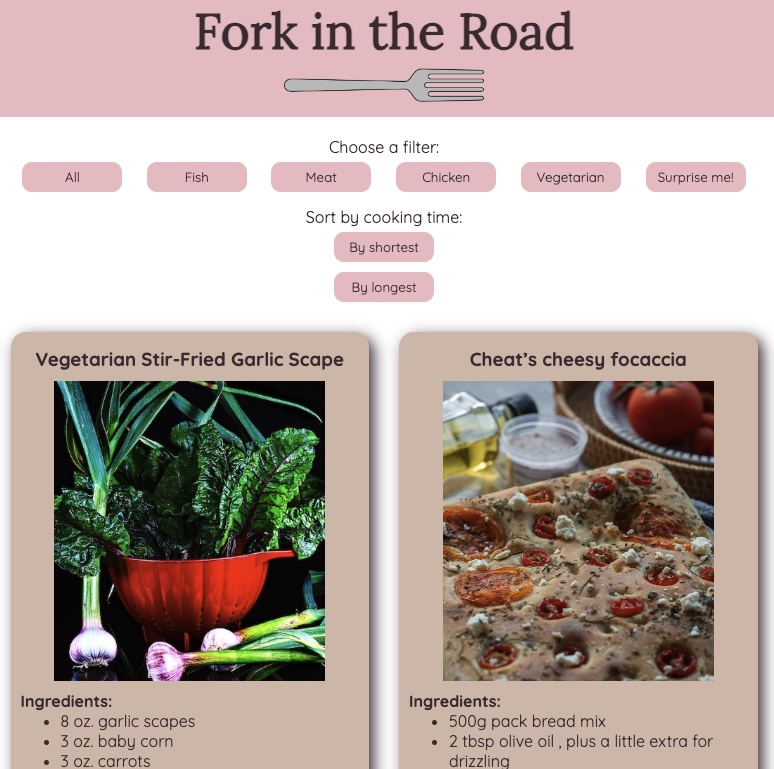 Fork in the Road
Choose a filter:
All Fish Meat Chicken Vegetarian Surprise me!
Sort by cooking time:
By shortest
By longest
Vegetarian Stir-Fried Garlic Scape
Ingredients:
8 oz. garlic scapes
3 oz. baby corn
3 oz. carrots
Cheat’s cheesy focaccia
Ingredients:
500g pack bread mix
2 tbsp olive oil , plus a little extra for
drizzling